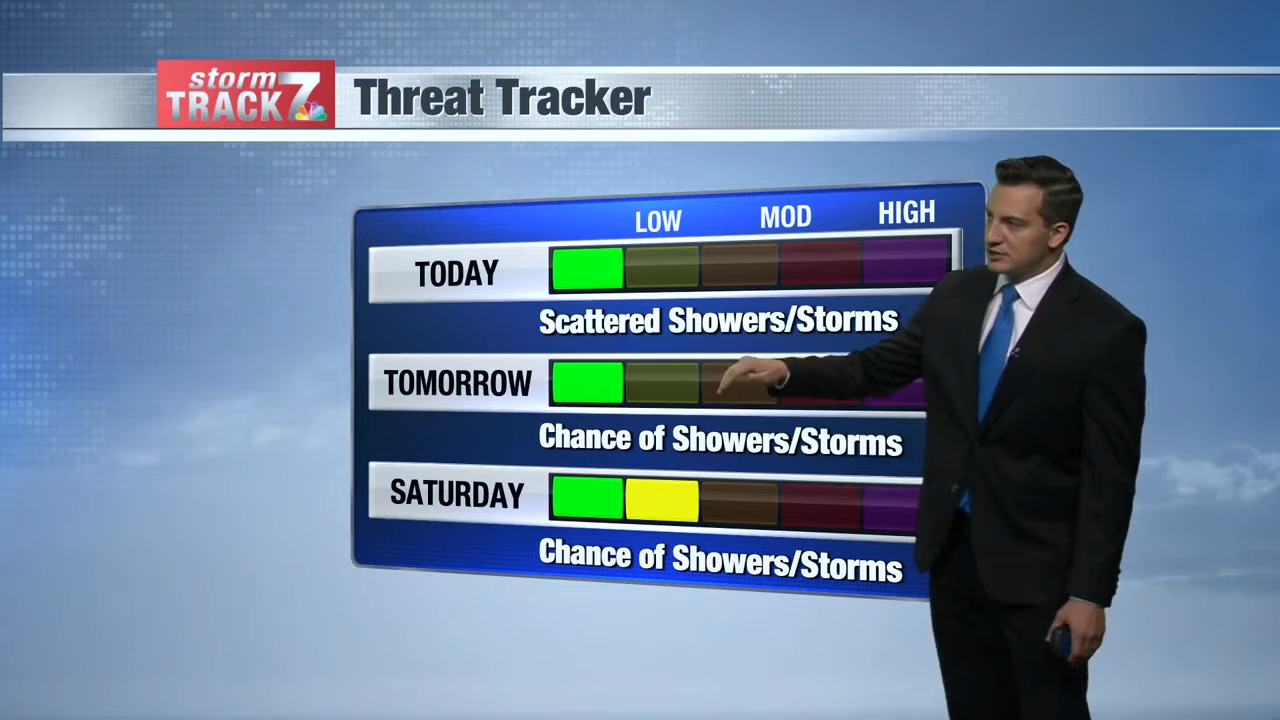 storm
TRACK 7
Threat Tracker
LOW MOD HIGH
TODAY
Scattered Showers/Storms
TOMORROW
Chance of Showers/Storms
SATURDAY
Chance of Showers/Storms